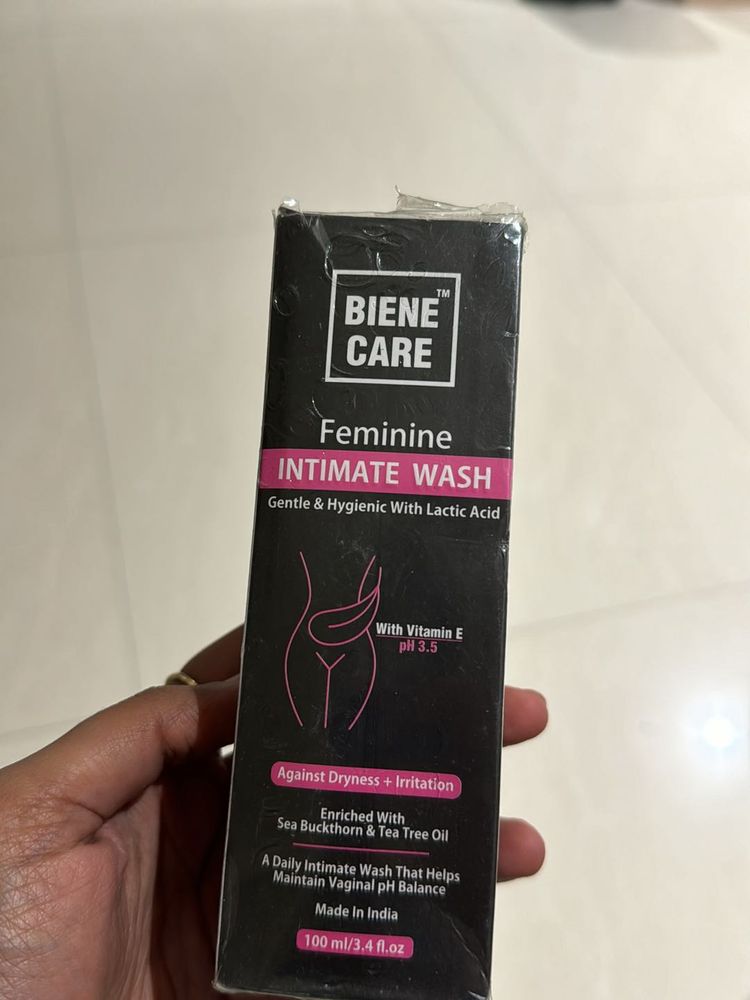 BIENE™
CARE
Feminine
INTIMATE WASH
Gentle & Hygienic With Lactic Acid
With Vitamin E
pH 3.5
Against Dryness + Irritation
Enriched With
Sea Buckthorn & Tea Tree Oil
A Daily Intimate Wash That Helps
Maintain Vaginal pH Balance
Made In India
100 ml/3.4 fl.oz